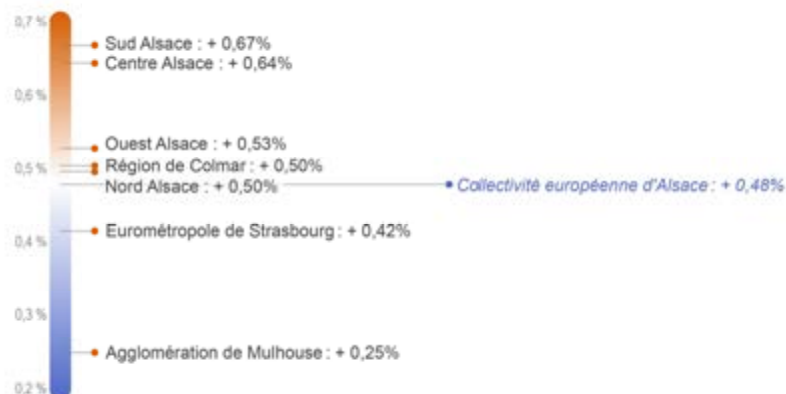 0,7 %
Sud Alsace : + 0,67%
Centre Alsace : + 0,64%
0,6 %
Ouest Alsace : + 0,53%
0,5 %
Région de Colmar : + 0,50%
Nord Alsace : + 0,50%
Collectivité européenne d'Alsace : + 0,48%
Eurométropole de Strasbourg : + 0,42%
0,4 %
0,3 %
Agglomération de Mulhouse : + 0,25%
0,2 %